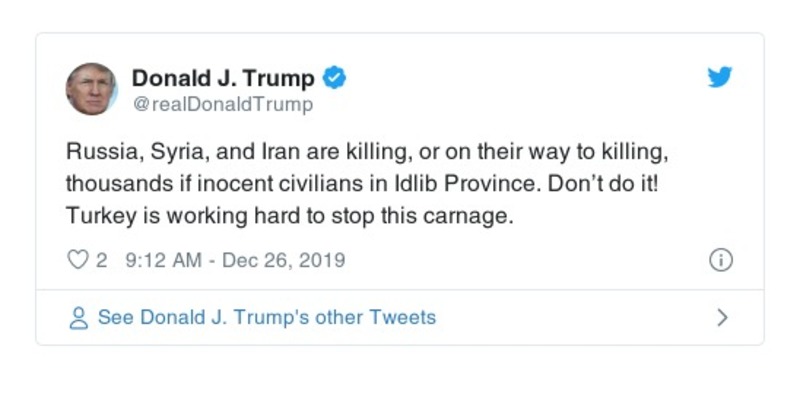 Donald J. Trump
@realDonaldTrump
Russia, Syria, and Iran are killing, or on their way to killing,
thousands if inocent civilians in Idlib Province. Don’t do it!
Turkey is working hard to stop this carnage.
2 9:12 AM - Dec 26, 2019
See Donald J. Trump's other Tweets